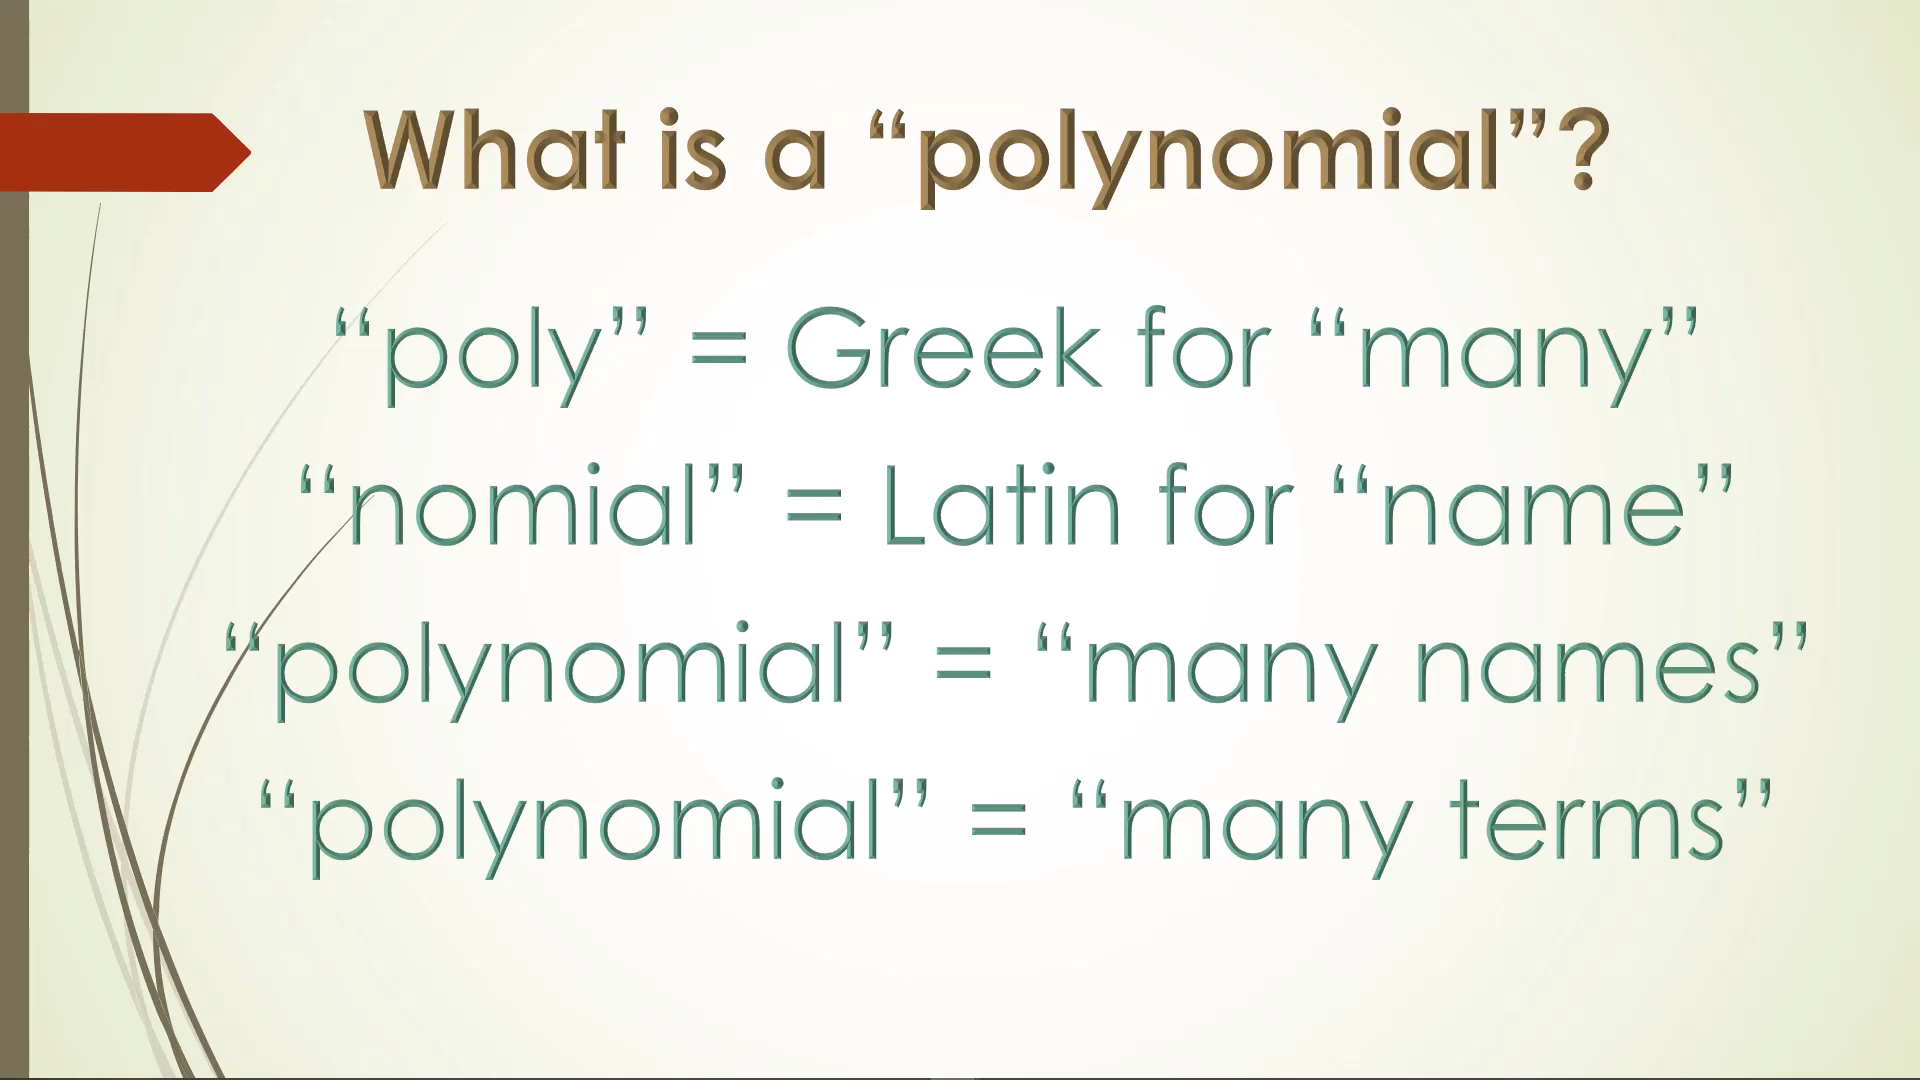 What is a “polynomial”?
“poly” = Greek for “many”
“nomial” = Latin for “name”
“polynomial” = “many names”
“polynomial” = “many terms”